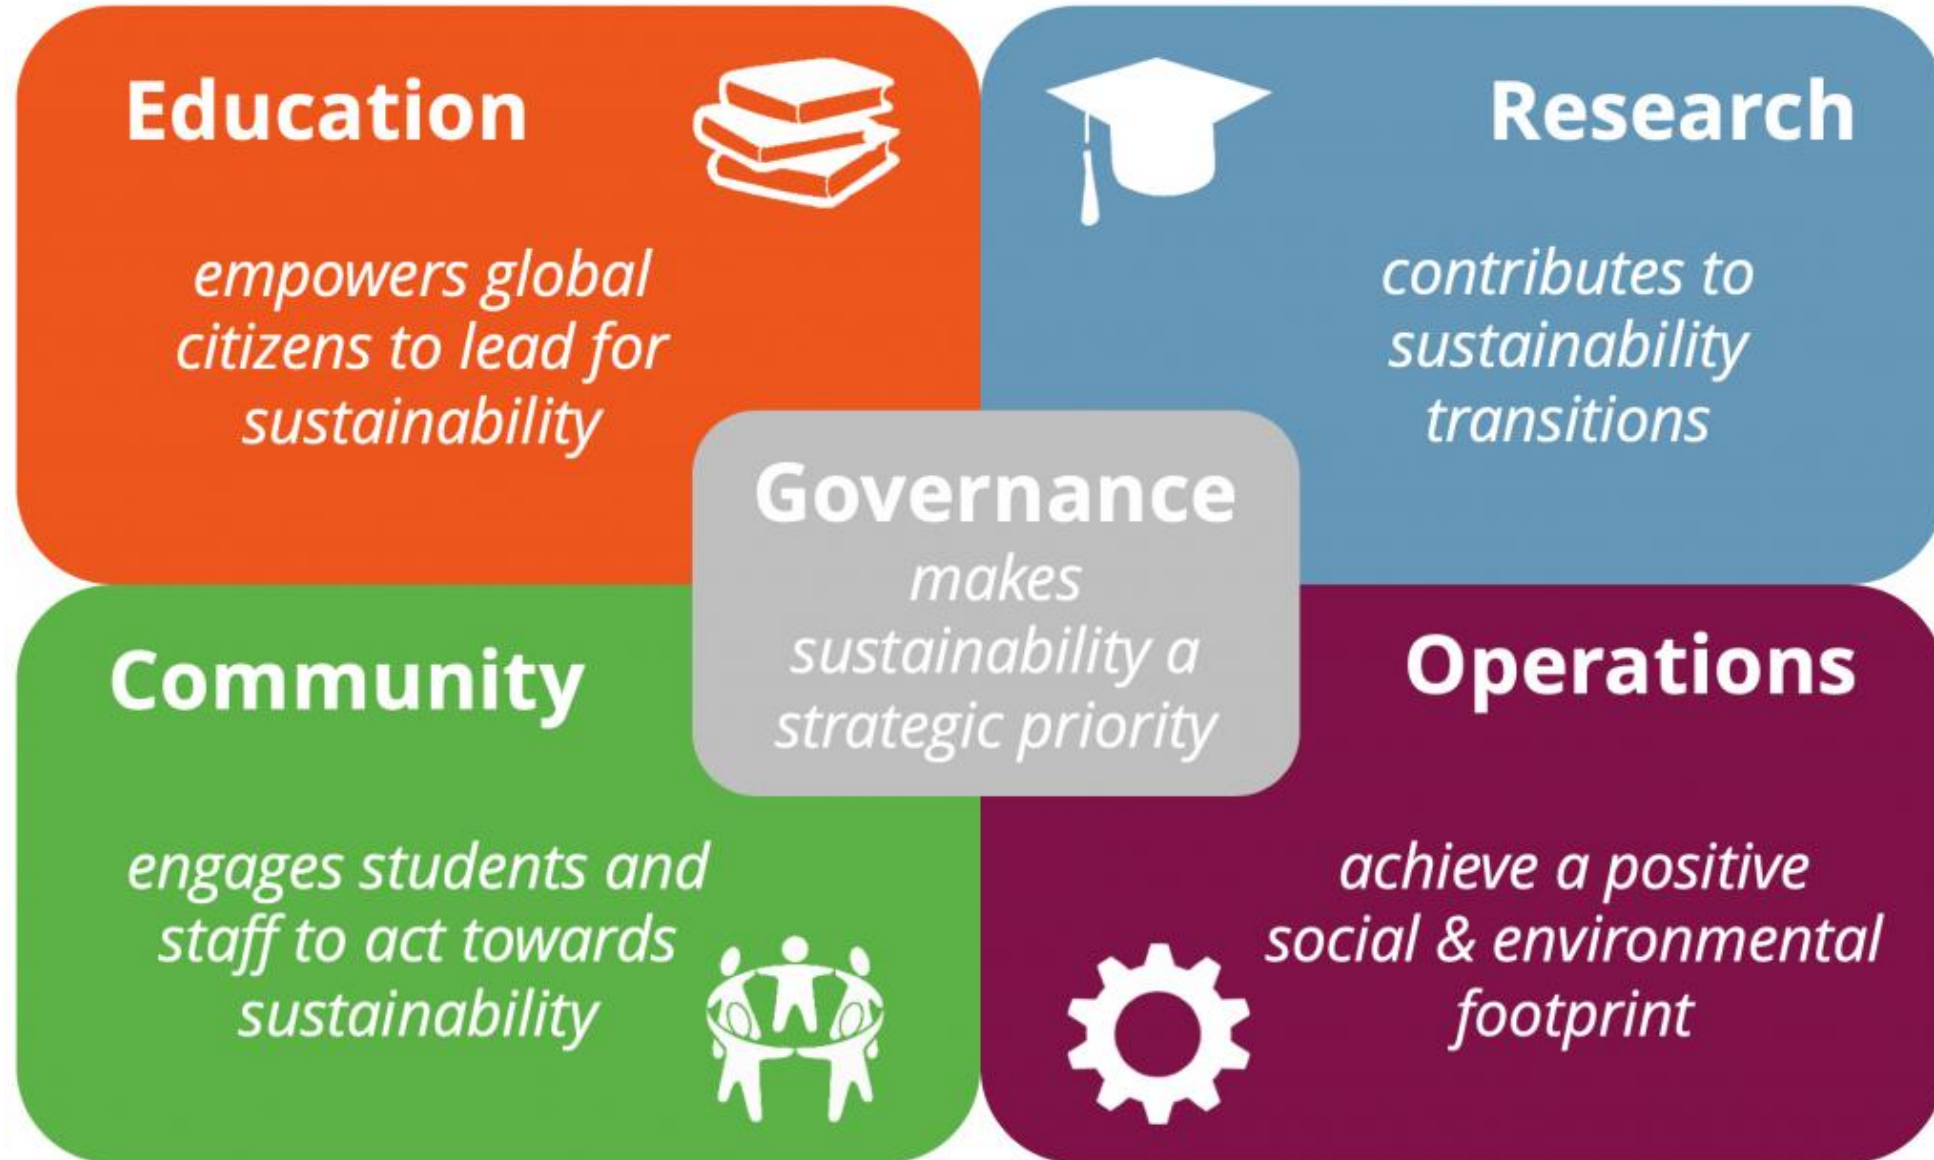 Education
empowers global
citizens to lead for
sustainability
Research
contributes to
sustainability
transitions
Governance
makes
sustainability a
strategic priority
Community
engages students and
staff to act towards
sustainability
Operations
achieve a positive
social & environmental
footprint